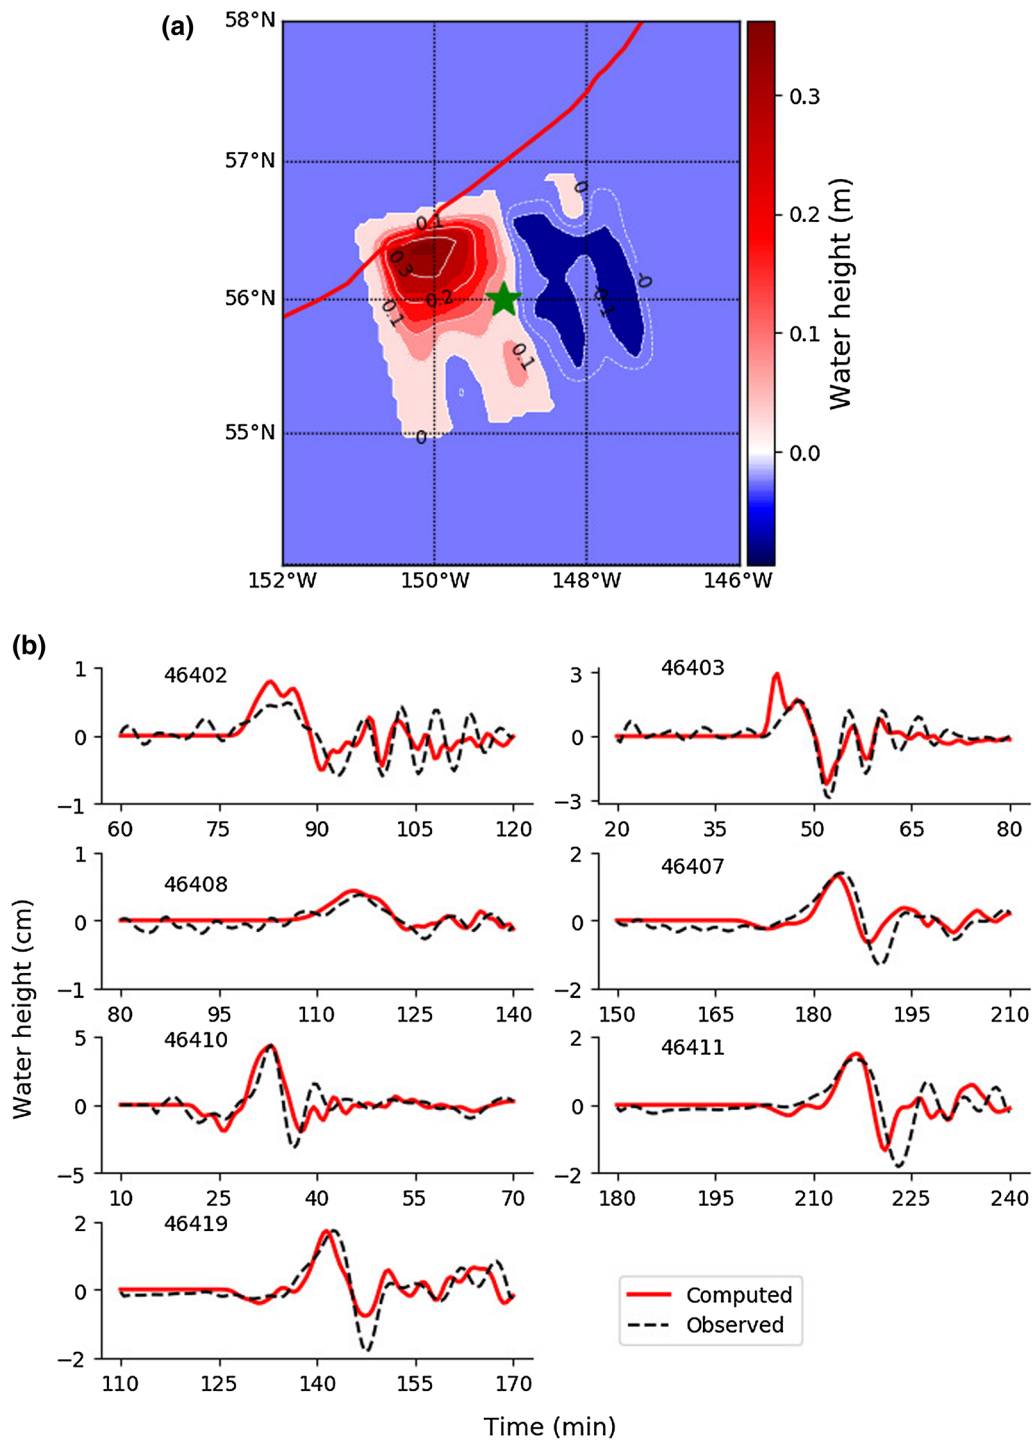 (a)
58°N
57°N
56°N
55°N
152°W 150°W 148°W 146°W
0.1
0.3
0.2
0.1
0.1
0
0
0
-0.1
0.3
0.2
0.1
0.0
Water height (m)
(b)
Water height (cm)
46402
1
0
−1
60 75 90 105 120
46403
3
0
−3
20 35 50 65 80
46408
1
0
−1
80 95 110 125 140
46407
2
0
−2
150 165 180 195 210
46410
5
0
−5
10 25 40 55 70
46411
2
0
−2
180 195 210 225 240
46419
2
0
−2
110 125 140 155 170
Computed
Observed
Time (min)